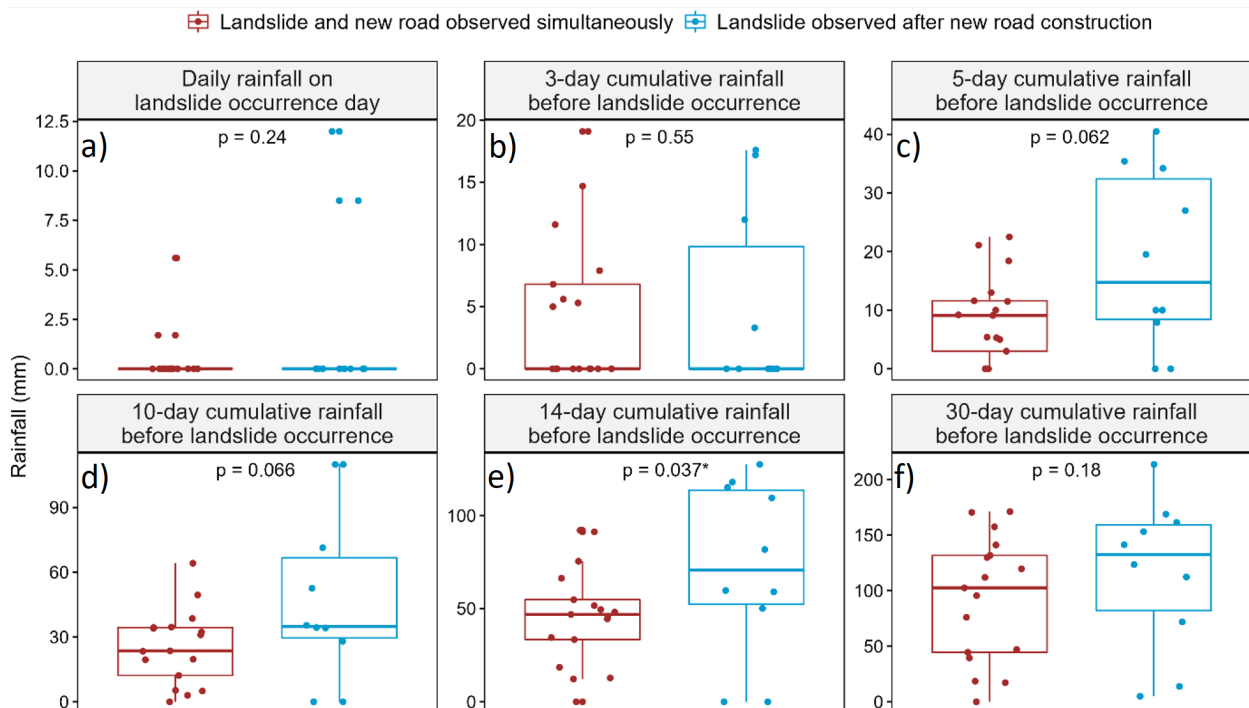 Landslide and new road observed simultaneously Landslide observed after new road construction
Daily rainfall on
landslide occurrence day
3-day cumulative rainfall
before landslide occurrence
5-day cumulative rainfall
before landslide occurrence
a) p = 0.24
12.5
10.0
7.5
5.0
2.5
0.0
b) p = 0.55
20
15
10
5
0
c) p = 0.062
40
30
20
10
0
Rainfall (mm)
10-day cumulative rainfall
before landslide occurrence
14-day cumulative rainfall
before landslide occurrence
30-day cumulative rainfall
before landslide occurrence
d) p = 0.066
90
60
30
0
e) p = 0.037*
100
50
0
f) p = 0.18
200
150
100
50
0